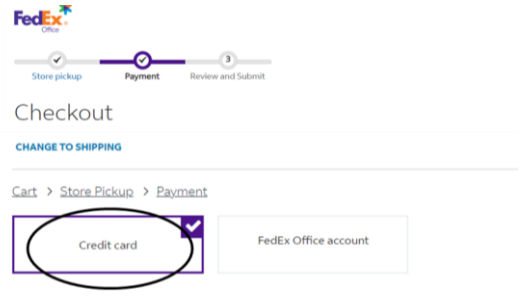 FedEx
Office
3
Store pickup Payment Review and Submit
Checkout
CHANGE TO SHIPPING
Cart > Store Pickup > Payment
Credit card FedEx Office account